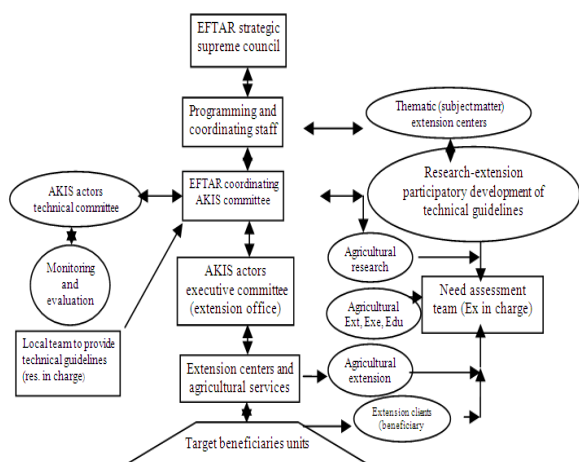 EFTAR strategic
supreme council
Programming and
coordinating staff
Thematic (subject matter)
extension centers
Research-extension
participatory development of
technical guidelines
AKIS actors
technical committee
EFTAR coordinating
AKIS committee
Monitoring
and
evaluation
Agricultural
research
AKIS actors
executive committee
(extension office)
Need assessment
team (Ex in charge)
Agricultural
Ext, Exe, Edu
Local team to provide
technical guidelines
(res. in charge)
Extension centers and
agricultural services
Agricultural
extension
Extension clients
(beneficiary
Target beneficiaries units